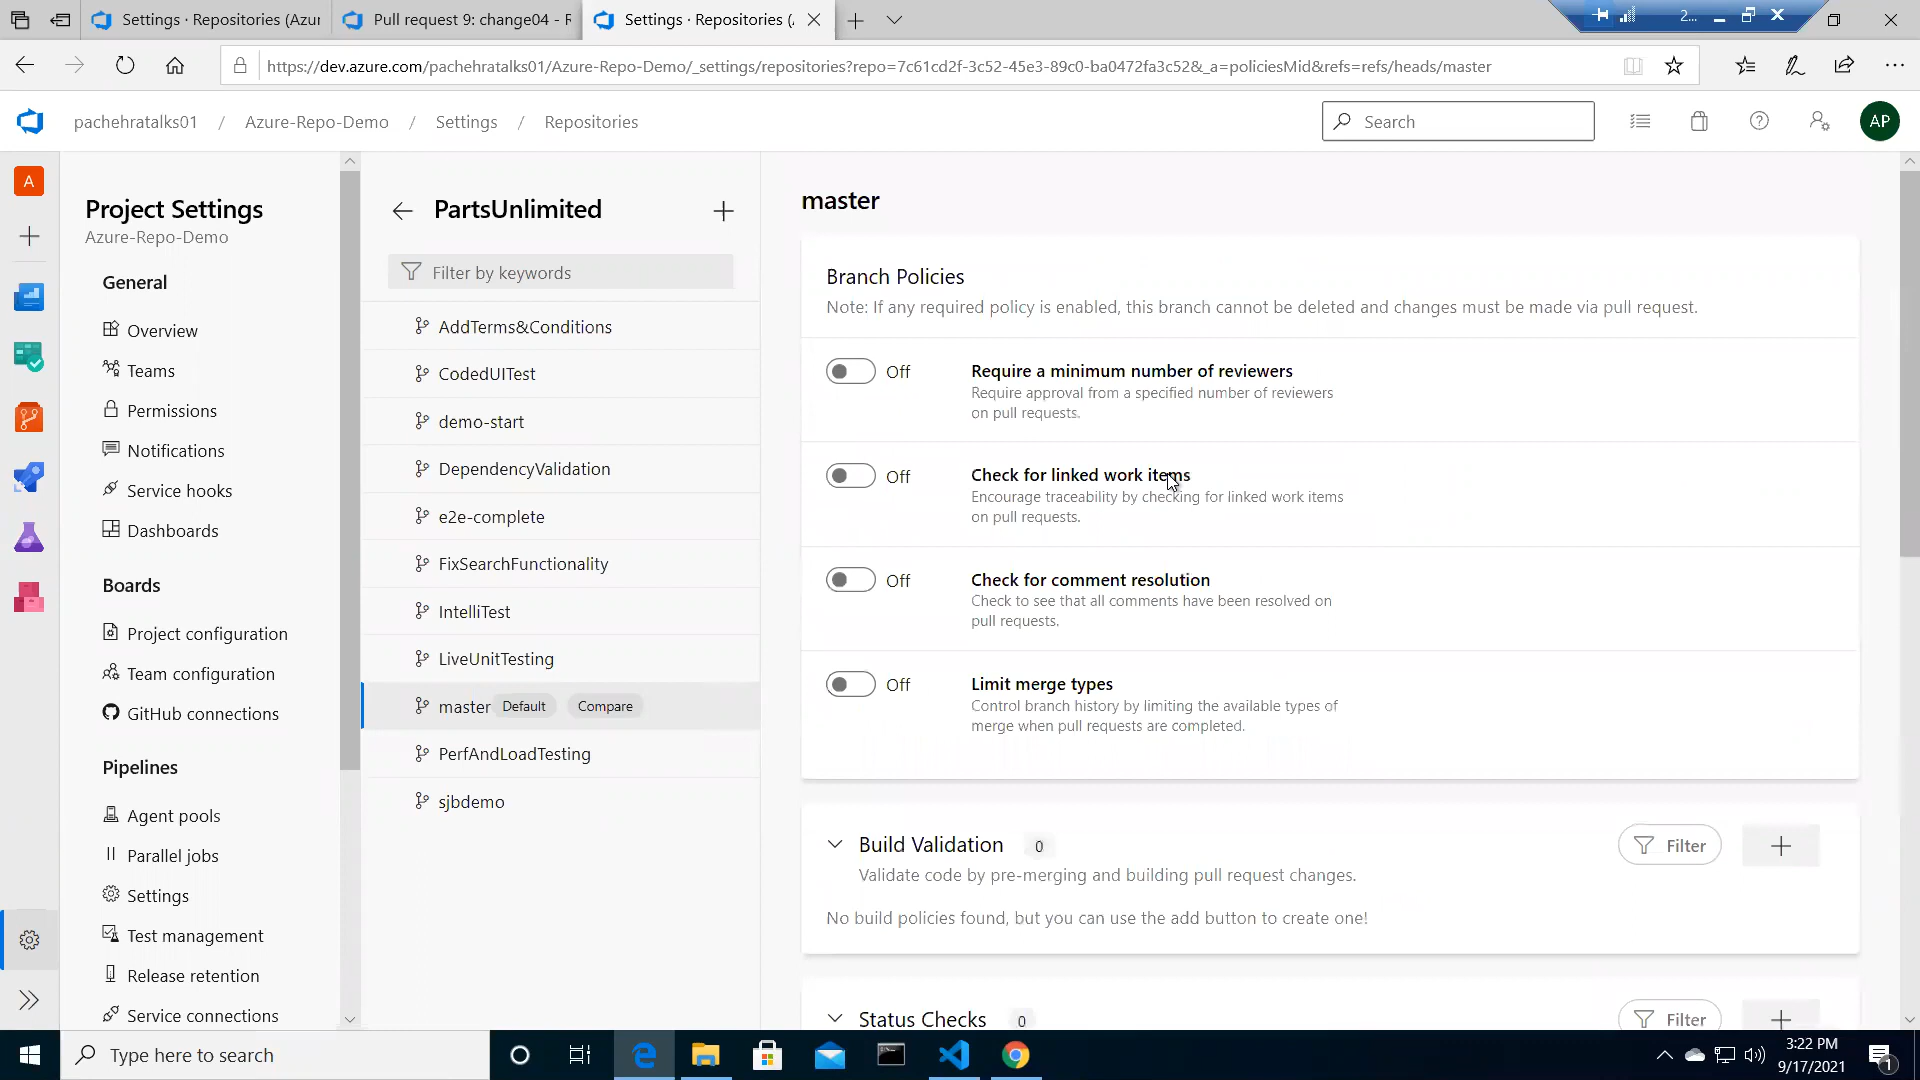 Settings · Repositories (Azur
Pull request 9: change04 - R
Settings · Repositories (A
2...
https://dev.azure.com/pachehratalks01/Azure-Repo-Demo/_settings/repositories?repo=7c61cd2f-3c52-45e3-89c0-ba0472fa3c52&_a=policiesMid&refs=refs/heads/master
pachehratalks01 / Azure-Repo-Demo / Settings / Repositories
Search
AP
A
Project Settings
Azure-Repo-Demo
General
Overview
Teams
Permissions
Notifications
Service hooks
Dashboards
Boards
Project configuration
Team configuration
GitHub connections
Pipelines
Agent pools
Parallel jobs
Settings
Test management
Release retention
Service connections
PartsUnlimited
Filter by keywords
AddTerms&Conditions
CodedUITest
demo-start
DependencyValidation
e2e-complete
FixSearchFunctionality
IntelliTest
LiveUnitTesting
master Default Compare
PerfAndLoadTesting
sjbdemo
master
Branch Policies
Note: If any required policy is enabled, this branch cannot be deleted and changes must be made via pull request.
Off Require a minimum number of reviewers
Require approval from a specified number of reviewers
on pull requests.
Off Check for linked work items
Encourage traceability by checking for linked work items
on pull requests.
Off Check for comment resolution
Check to see that all comments have been resolved on
pull requests.
Off Limit merge types
Control branch history by limiting the available types of
merge when pull requests are completed.
Build Validation 0
Filter
Validate code by pre-merging and building pull request changes.
No build policies found, but you can use the add button to create one!
Status Checks 0
Filter
Type here to search
3:22 PM
9/17/2021
1